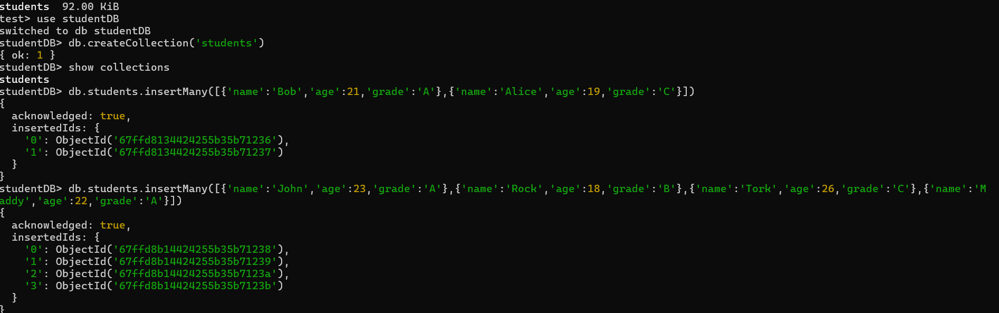 students  92.00 KiB
test> use studentDB
switched to db studentDB
studentDB> db.createCollection('students')
{ ok: 1 }
studentDB> show collections
students
studentDB> db.students.insertMany([{'name':'Bob','age':21,'grade':'A'},{'name':'Alice','age':19,'grade':'C'}])
{
  acknowledged: true,
  insertedIds: {
    '0': ObjectId('67ffd8134424255b35b71236'),
    '1': ObjectId('67ffd8134424255b35b71237')
  }
}
studentDB> db.students.insertMany([{'name':'John','age':23,'grade':'A'},{'name':'Rock','age':18,'grade':'B'},{'name':'Tork','age':26,'grade':'C'},{'name':'M
addy','age':22,'grade':'A'}])
{
  acknowledged: true,
  insertedIds: {
    '0': ObjectId('67ffd8b14424255b35b71238'),
    '1': ObjectId('67ffd8b14424255b35b71239'),
    '2': ObjectId('67ffd8b14424255b35b7123a'),
    '3': ObjectId('67ffd8b14424255b35b7123b')
  }
}